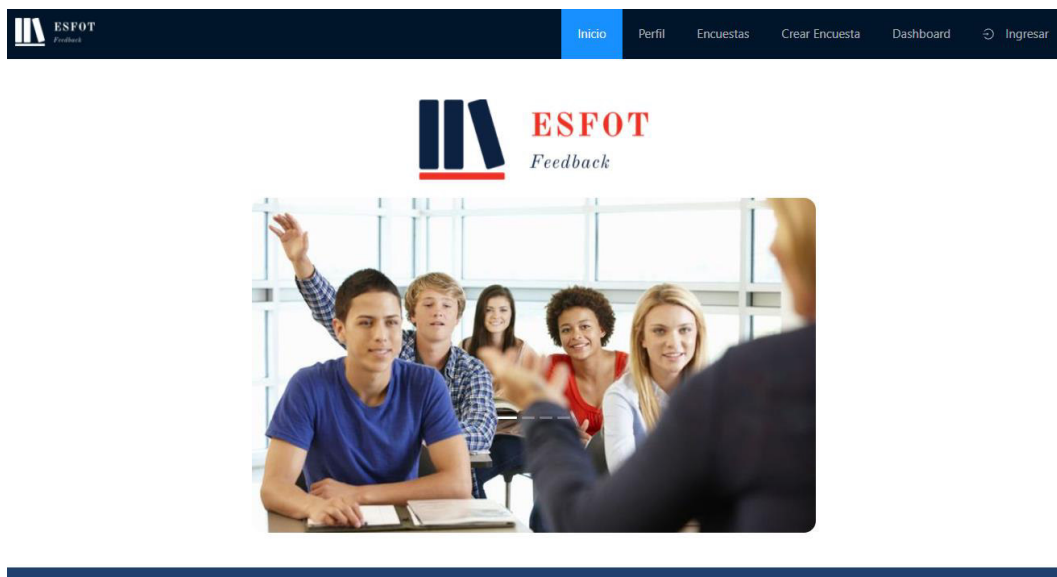 ESFOT
Feedback
Inicio Perfil Encuestas Crear Encuesta Dashboard Ingresar
ESFOT
Feedback